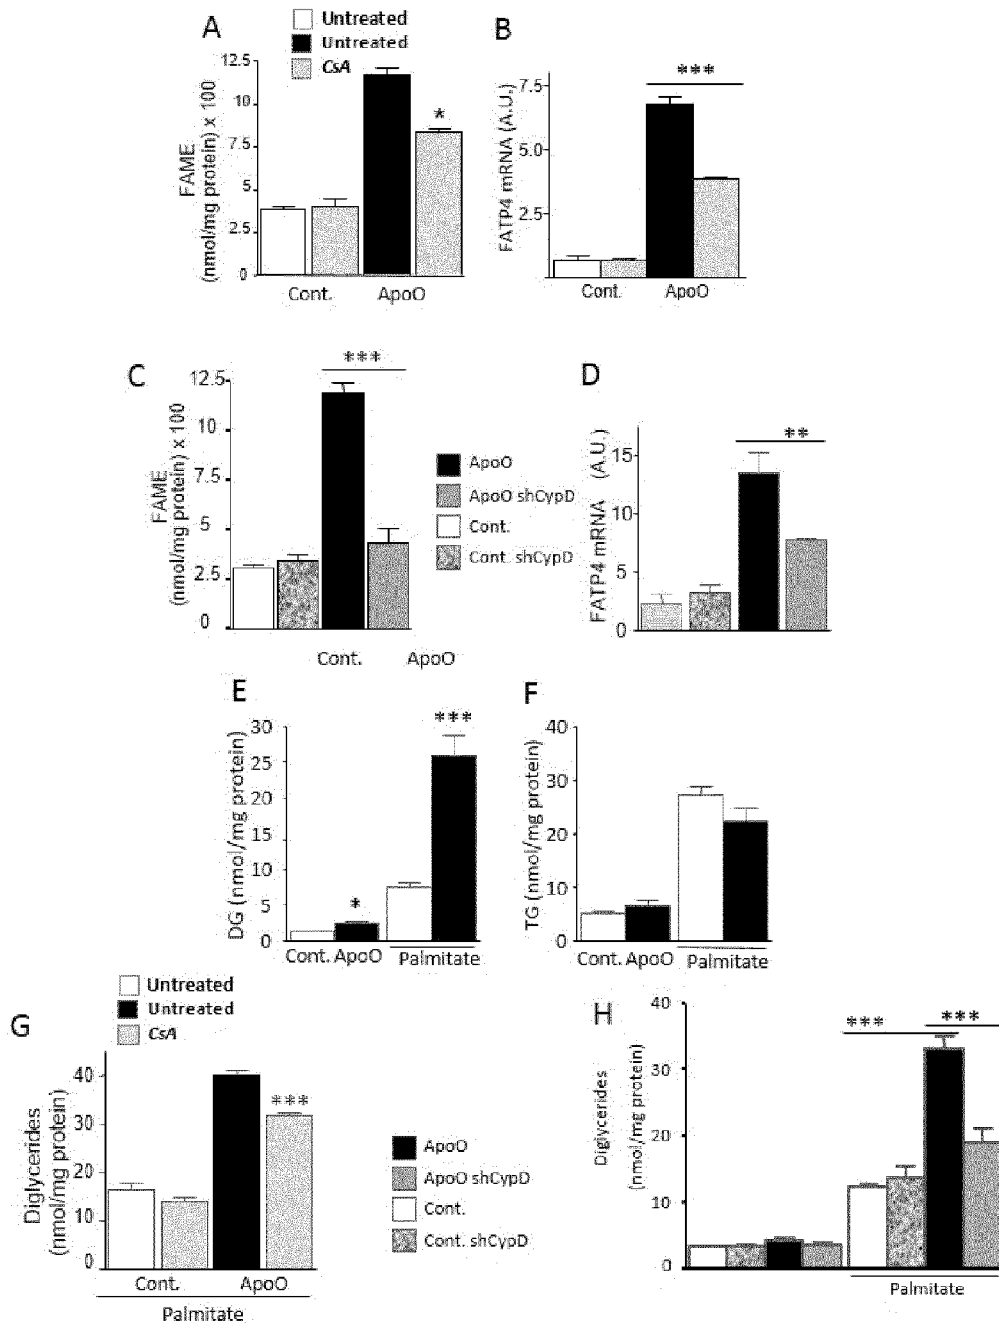 A
Untreated
Untreated
CsA
12.5
10
7.5
5
2.5
0
FAME
(nmol/mg protein) x 100
*
Cont. ApoO
B
***
7.5
5.0
2.5
FATP4 mRNA (A.U.)
Cont. ApoO
C
***
12.5
10
7.5
5
2.5
0
FAME
(nmol/mg protein) x 100
Cont. ApoO
ApoO
ApoO shCypD
Cont.
Cont. shCypD
D
**
15
10
5
0
FATP4 mRNA (A.U.)
E
***
30
25
20
15
10
5
0
DG (nmol/mg protein)
*
Cont. ApoO Palmitate
F
40
30
20
10
0
TG (nmol/mg protein)
Cont. ApoO Palmitate
G
Untreated
Untreated
CsA
40
30
20
10
0
Diglycerides
(nmol/mg protein)
***
Cont. ApoO
Palmitate
ApoO
ApoO shCypD
Cont.
Cont. shCypD
H
*** ***
40
30
20
10
0
Diglycerides
(nmol/mg protein)
Palmitate